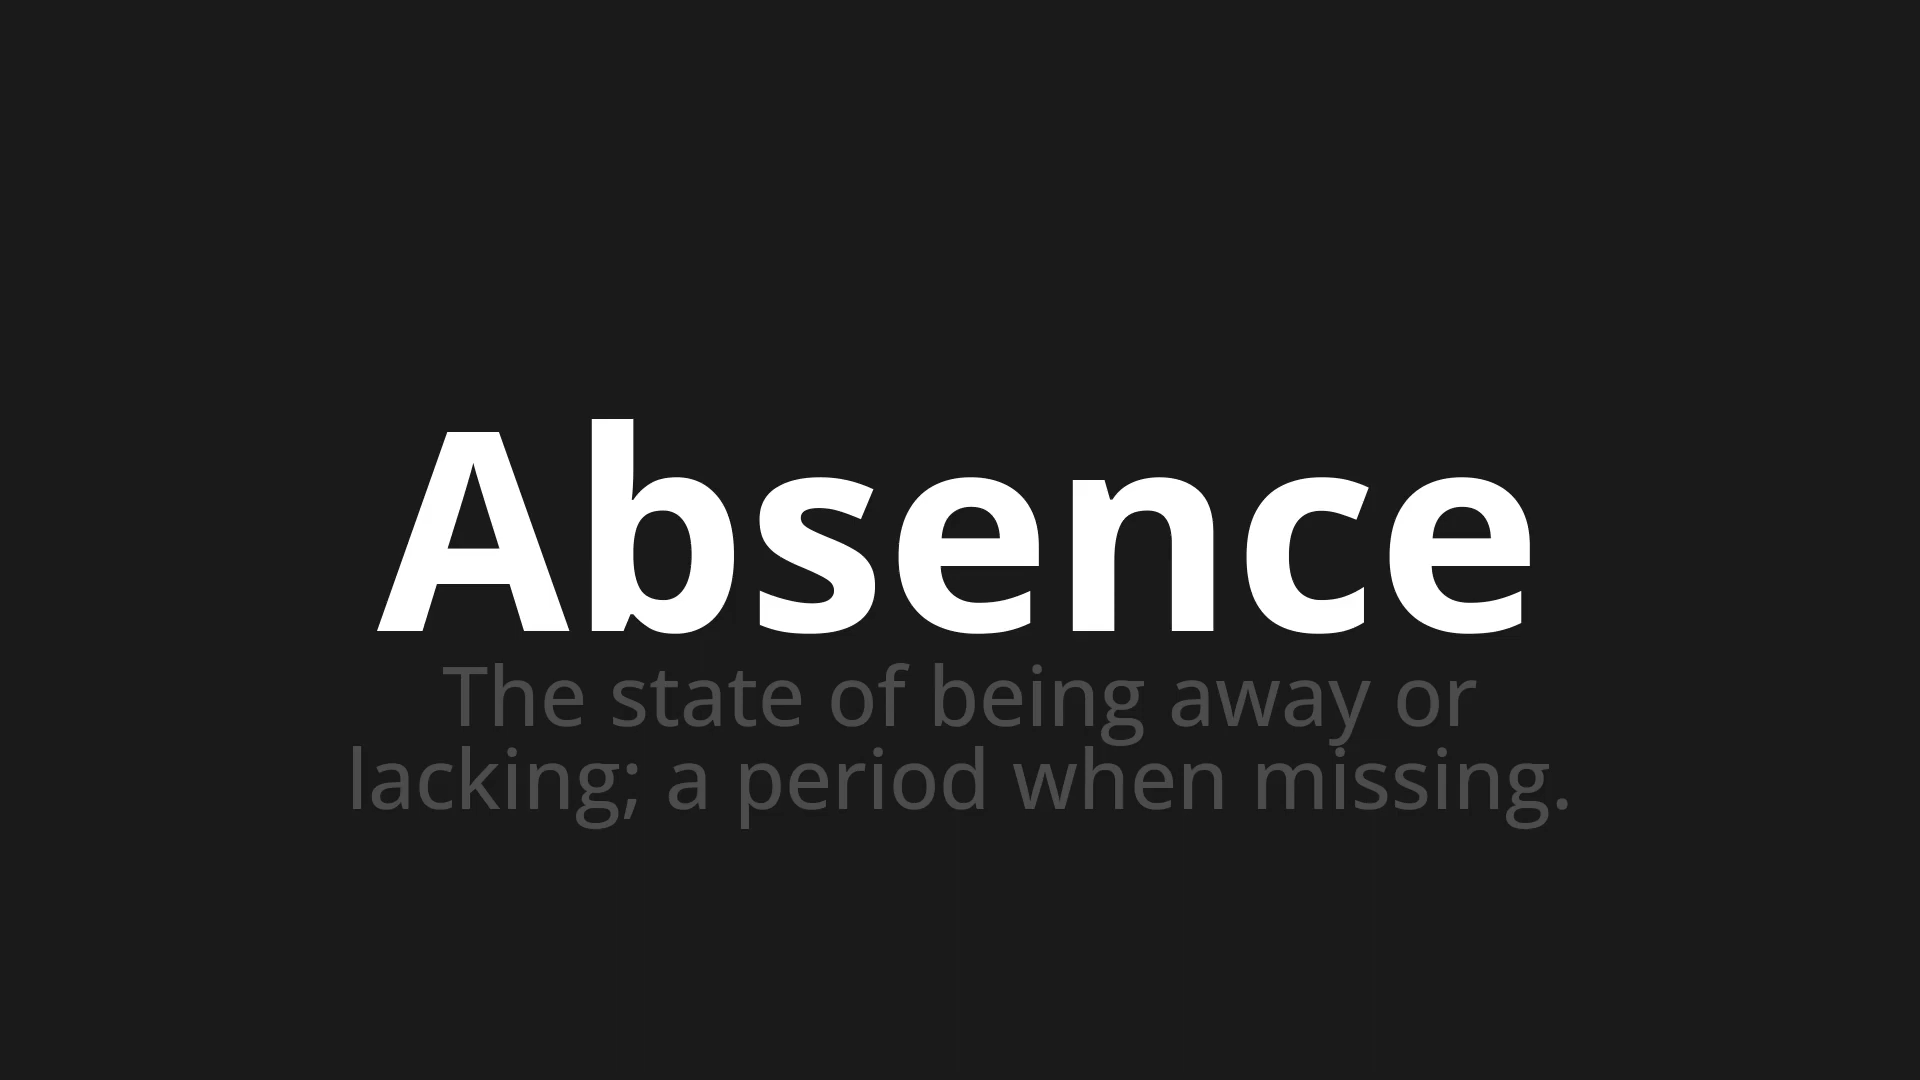 Absence
The state of being away or
lacking; a period when missing.